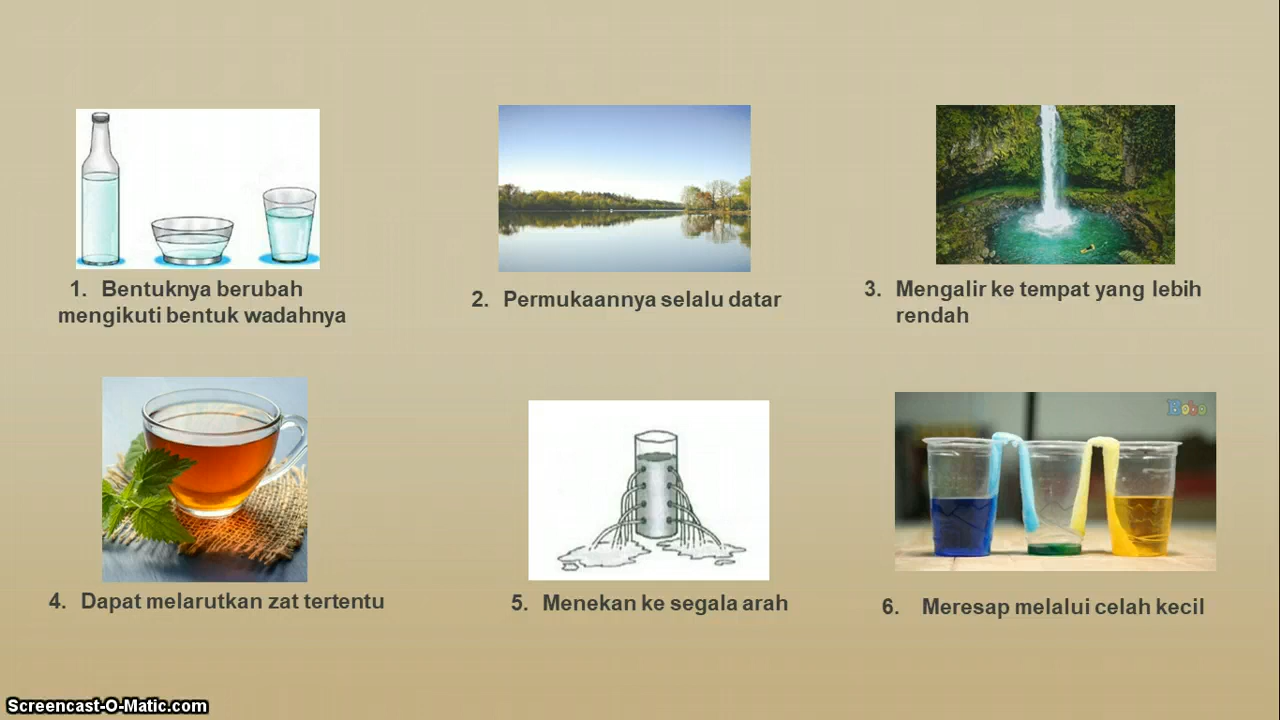 1. Bentuknya berubah
mengikuti bentuk wadahnya
2. Permukaannya selalu datar
3. Mengalir ke tempat yang lebih
rendah
Bobo
4. Dapat melarutkan zat tertentu
5. Menekan ke segala arah
6. Meresap melalui celah kecil
Screencast-O-Matic.com